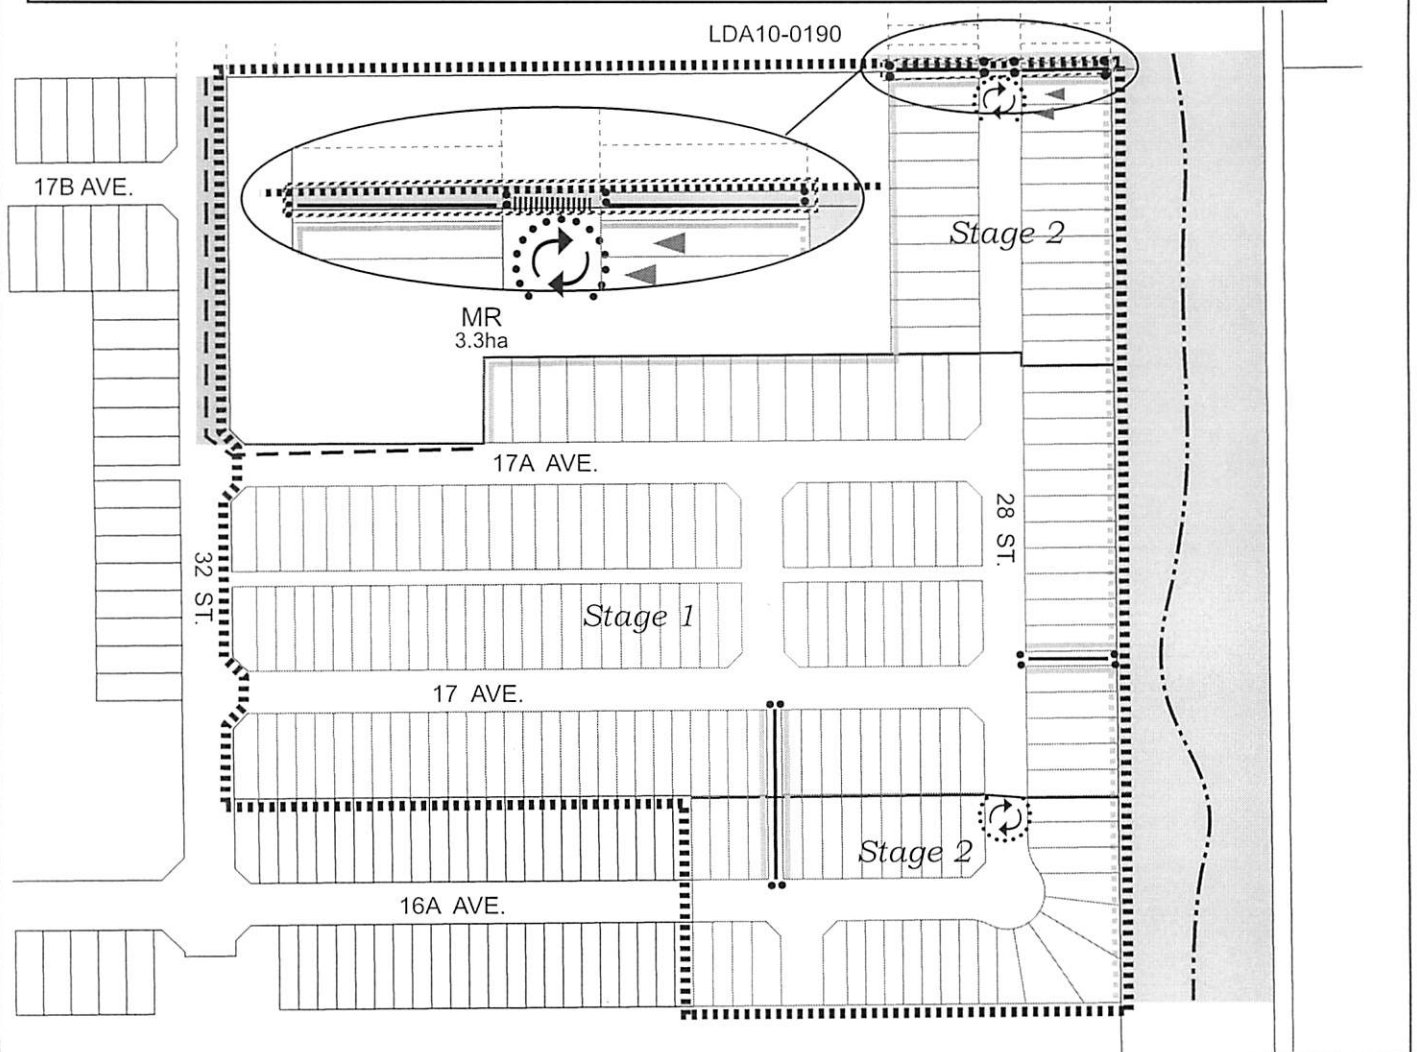 LDA10-0190
17B AVE.
Stage 2
MR
3.3ha
17A AVE.
28 ST.
32 ST.
Stage 1
17 AVE.
Stage 2
16A AVE.